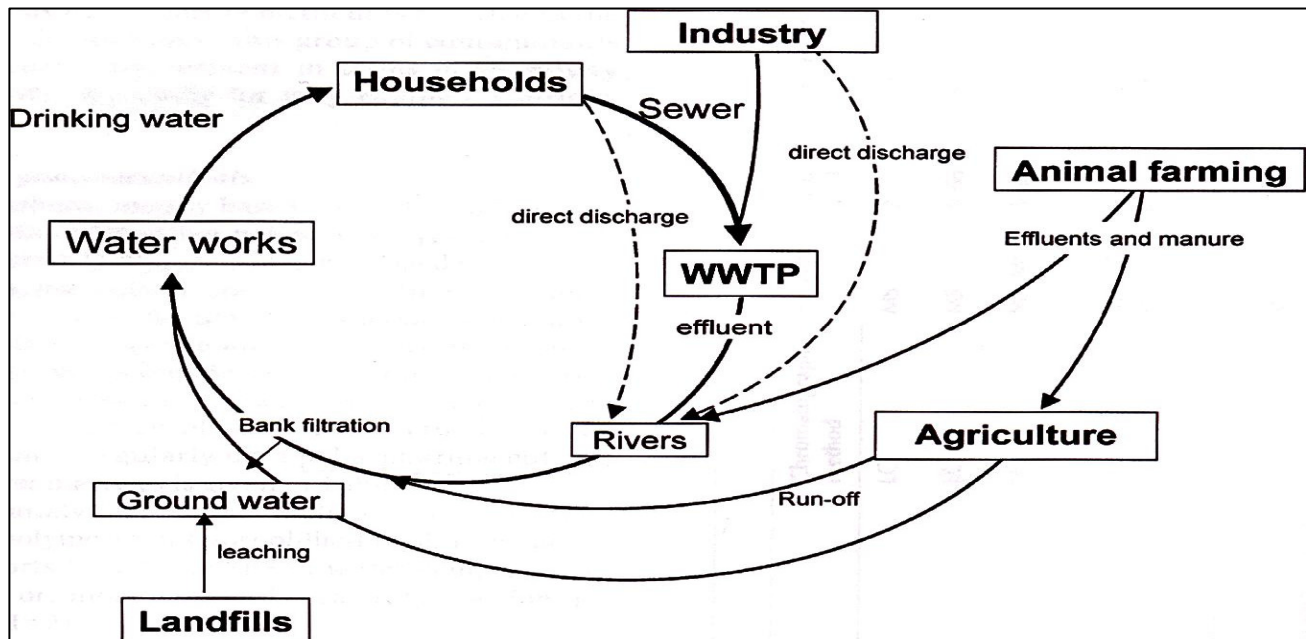 Industry
Households
Sewer
Drinking water
direct discharge
Animal farming
direct discharge
Effluents and manure
Water works
WWTP
effluent
Bank filtration
Rivers
Agriculture
Ground water
Run-off
leaching
Landfills